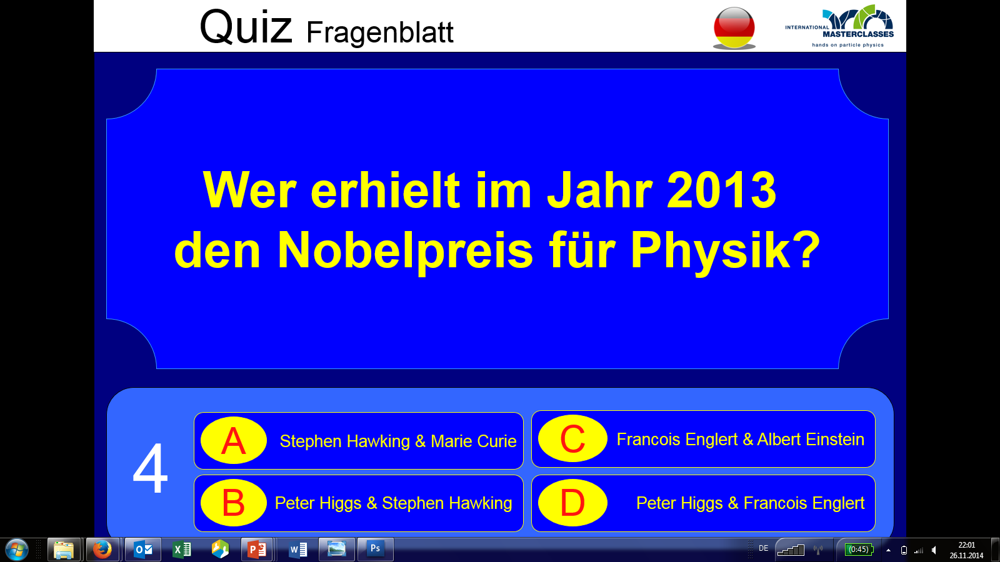 Quiz Fragenblatt
INTERNATIONAL
MASTERCLASSES
hands on particle physics
Wer erhielt im Jahr 2013
den Nobelpreis für Physik?
4
A Stephen Hawking & Marie Curie
C Francois Englert & Albert Einstein
B Peter Higgs & Stephen Hawking
D Peter Higgs & Francois Englert
DE
(0:45)
22:01
26.11.2014